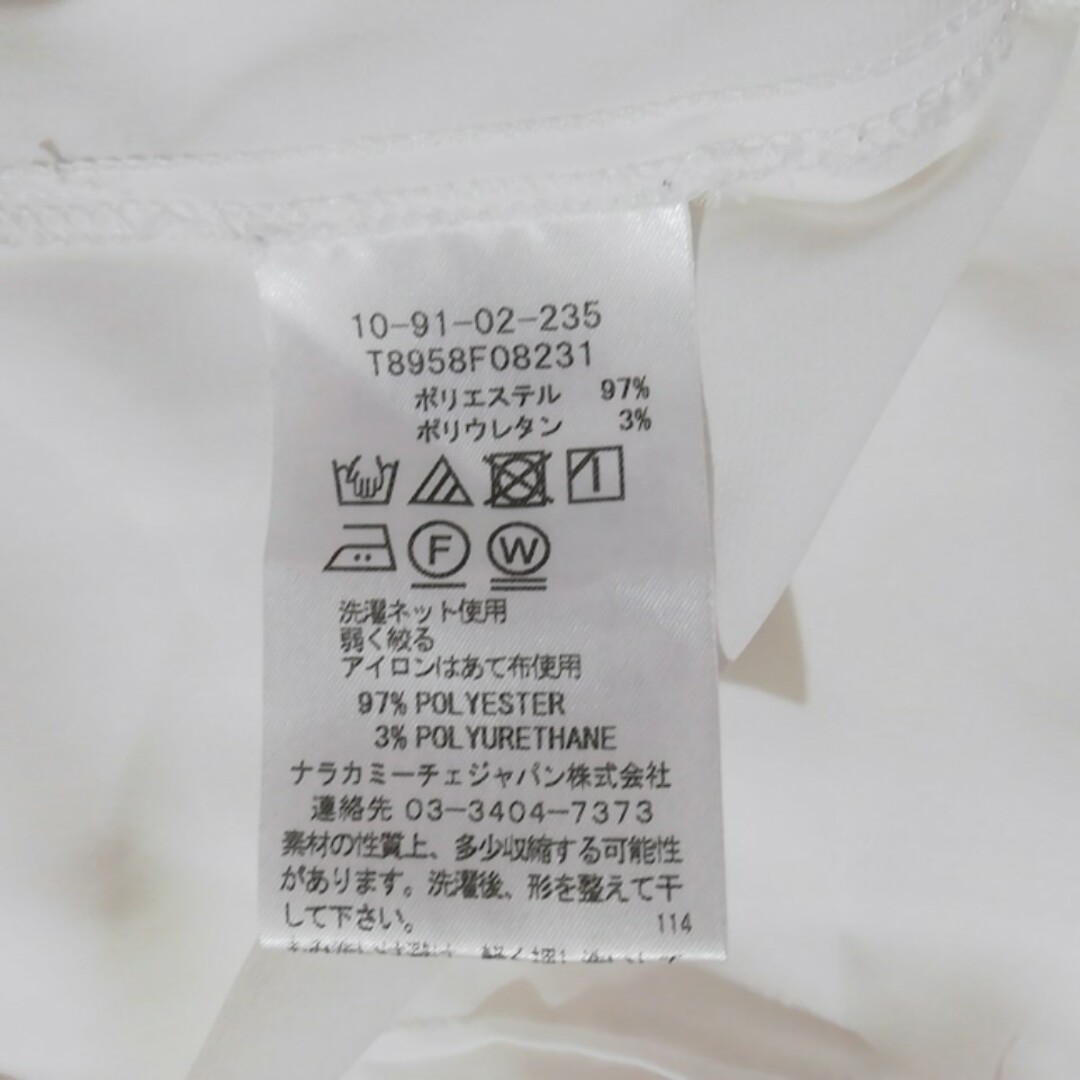 10-91-02-235
T8958F08231
ポリエステル 97%
ポリウレタン 3%
F W
洗濯ネット使用
弱く絞る
アイロンはあて布使用
97% POLYESTER
3% POLYURETHANE
ナラカミーチェジャパン株式会社
連絡先 03-3404-7373
素材の性質上、多少収縮する可能性
があります。洗濯後、形を整えて干
して下さい。
114